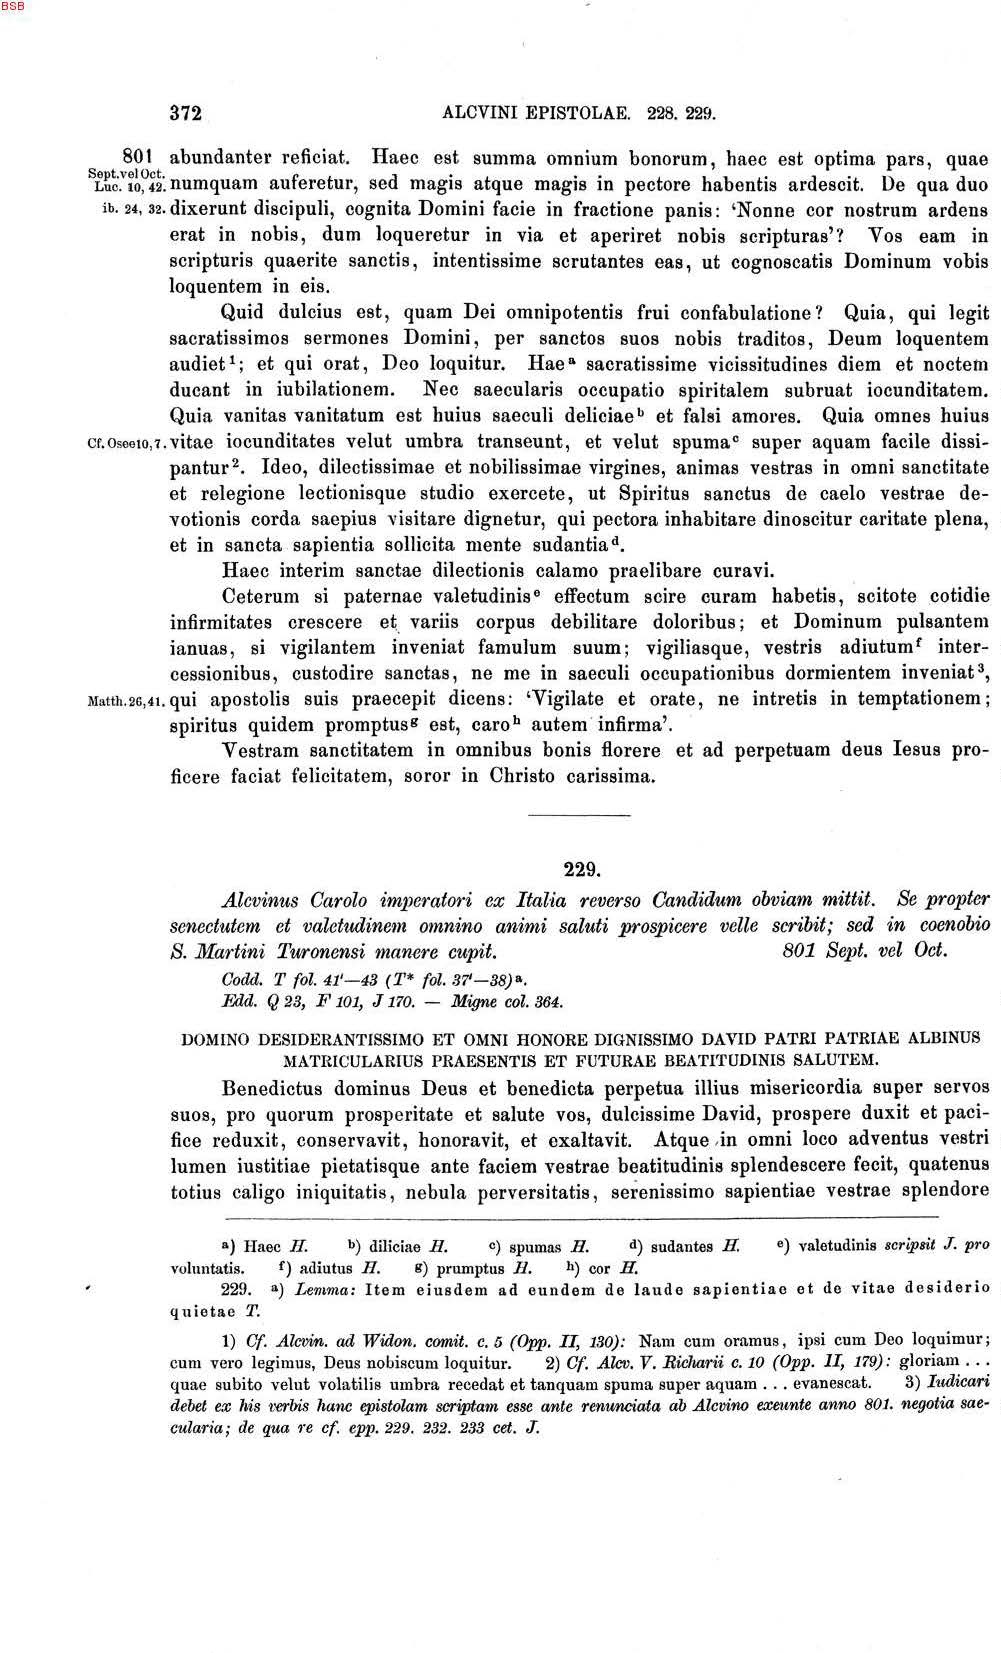 BSB
372 ALCVINI EPISTOLAE. 228. 229.
801 abundanter reficiat. Haec est summa omnium bonorum, haec est optima pars, quae
Sept. vel Oct.
Luc. 10, 42. numquam auferetur, sed magis atque magis in pectore habentis ardescit. De qua duo
ib. 24, 32. dixerunt discipuli, cognita Domini facie in fractione panis: ‘Nonne cor nostrum ardens
erat in nobis, dum loqueretur in via et aperiret nobis scripturas’? Vos eam in
scripturis quaerite sanctis, intentissime scrutantes eas, ut cognoscatis Dominum vobis
loquentem in eis.
Quid dulcius est, quam Dei omnipotentis frui confabulatione? Quia, qui legit
sacratissimos sermones Domini, per sanctos suos nobis traditos, Deum loquentem
audiet¹; et qui orat, Deo loquitur. Haeᵃ sacratissime vicissitudines diem et noctem
ducant in iubilationem. Nec saecularis occupatio spiritalem subruat iocunditatem.
Quia vanitas vanitatum est huius saeculi deliciaeᵇ et falsi amores. Quia omnes huius
Cf. Osee 10, 7. vitae iocunditates velut umbra transeunt, et velut spumaᶜ super aquam facile dissi-
pantur². Ideo, dilectissimae et nobilissimae virgines, animas vestras in omni sanctitate
et relegione lectionisque studio exercete, ut Spiritus sanctus de caelo vestrae de-
votionis corda saepius visitare dignetur, qui pectora inhabitare dinoscitur caritate plena,
et in sancta sapientia sollicita mente sudantiaᵈ.
Haec interim sanctae dilectionis calamo praelibare curavi.
Ceterum si paternae valetudinisᵉ effectum scire curam habetis, scitote cotidie
infirmitates crescere et variis corpus debilitare doloribus; et Dominum pulsantem
ianuas, si vigilantem inveniat famulum suum; vigiliasque, vestris adiutumᶠ inter-
cessionibus, custodire sanctas, ne me in saeculi occupationibus dormientem inveniat³,
Matth. 26, 41. qui apostolis suis praecepit dicens: ‘Vigilate et orate, ne intretis in temptationem;
spiritus quidem promptusᵍ est, caroʰ autem infirma’.
Vestram sanctitatem in omnibus bonis florere et ad perpetuam deus Iesus pro-
ficere faciat felicitatem, soror in Christo carissima.
229.
Alcvinus Carolo imperatori ex Italia reverso Candidum obviam mittit. Se propter
senectutem et valetudinem omnino animi saluti prospicere velle scribit; sed in coenobio
S. Martini Turonensi manere cupit. 801 Sept. vel Oct.
Codd. T fol. 41'—43 (T* fol. 37'—38)ᵃ.
Edd. Q 23, F 101, J 170. — Migne col. 364.
DOMINO DESIDERANTISSIMO ET OMNI HONORE DIGNISSIMO DAVID PATRI PATRIAE ALBINUS
MATRICULARIUS PRAESENTIS ET FUTURAE BEATITUDINIS SALUTEM.
Benedictus dominus Deus et benedicta perpetua illius misericordia super servos
suos, pro quorum prosperitate et salute vos, dulcissime David, prospere duxit et paci-
fice reduxit, conservavit, honoravit, et exaltavit. Atque in omni loco adventus vestri
lumen iustitiae pietatisque ante faciem vestrae beatitudinis splendescere fecit, quatenus
totius caligo iniquitatis, nebula perversitatis, serenissimo sapientiae vestrae splendore
a) Haec H. b) diliciae H. c) spumas H. d) sudantes H. e) valetudinis scripsit J. pro
voluntatis. f) adiutus H. g) prumptus H. h) cor H.
229. a) Lemma: Item eiusdem ad eundem de laude sapientiae et de vitae desiderio
quietae T.
1) Cf. Alcvin. ad Widon. comit. c. 5 (Opp. II, 130): Nam cum oramus, ipsi cum Deo loquimur;
cum vero legimus, Deus nobiscum loquitur. 2) Cf. Alcv. V. Richarii c. 10 (Opp. II, 179): gloriam . . .
quae subito velut volatilis umbra recedat et tanquam spuma super aquam . . . evanescat. 3) Iudicari
debet ex his verbis hanc epistolam scriptam esse ante renunciata ab Alcvino exeunte anno 801. negotia sae-
cularia; de qua re cf. epp. 229. 232. 233 cet. J.